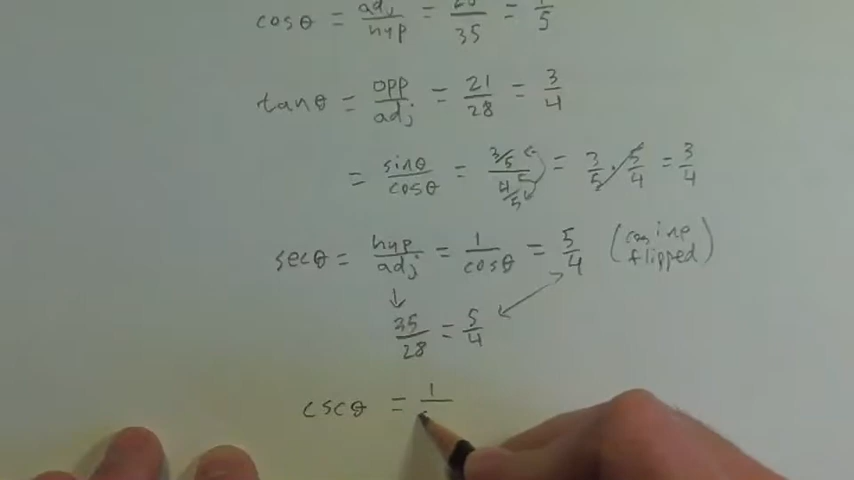 cosθ = adj/hyp = 28/35 = 4/5
tanθ = opp/adj = 21/28 = 3/4
= sinθ/cosθ = (3/5)/(4/5) = 3/5 · 5/4 = 3/4
secθ = hyp/adj = 1/cosθ = 5/4 (cosine flipped)
35/28 = 5/4
cscθ = 1/